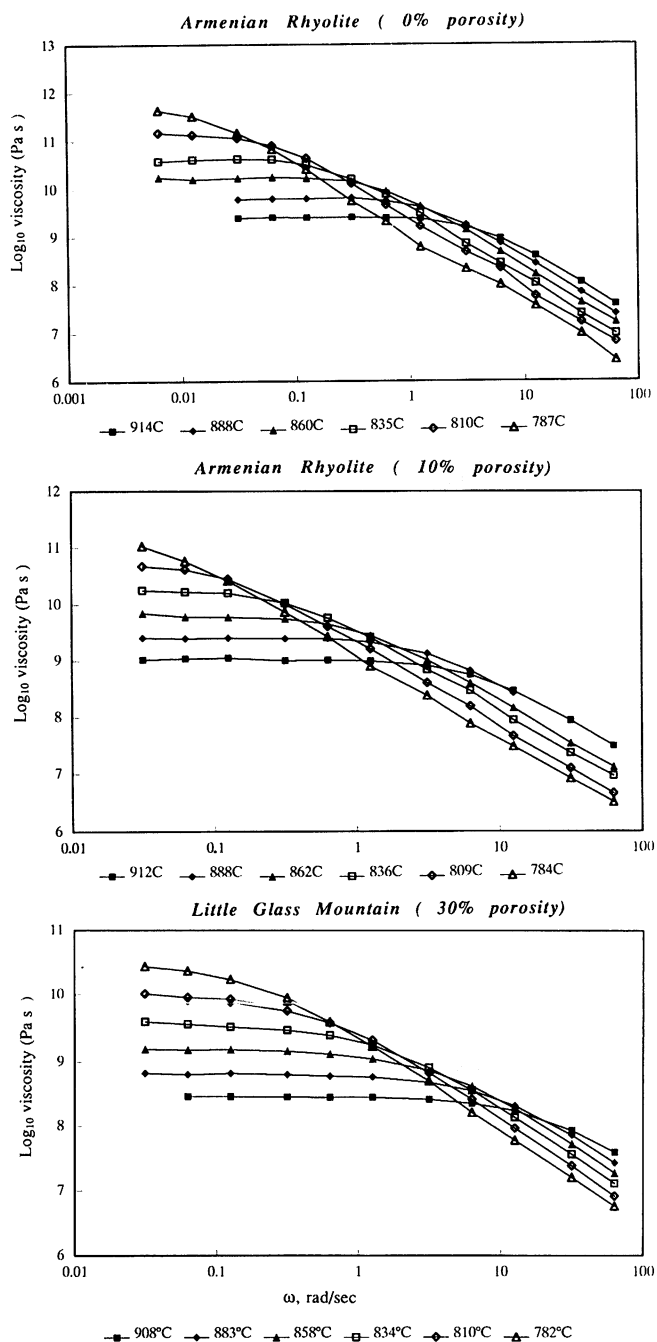 Armenian Rhyolite ( 0% porosity)
13
12
11
10
9
8
7
6
Log10 viscosity (Pa s)
0.001 0.01 0.1 1 10 100
914C 888C 860C 835C 810C 787C
Armenian Rhyolite ( 10% porosity)
12
11
10
9
8
7
6
Log10 viscosity (Pa s)
0.01 0.1 1 10 100
912C 888C 862C 836C 809C 784C
Little Glass Mountain ( 30% porosity)
11
10
9
8
7
6
Log10 viscosity (Pa s)
0.01 0.1 1 10 100
ω, rad/sec
908°C 883°C 858°C 834°C 810°C 782°C